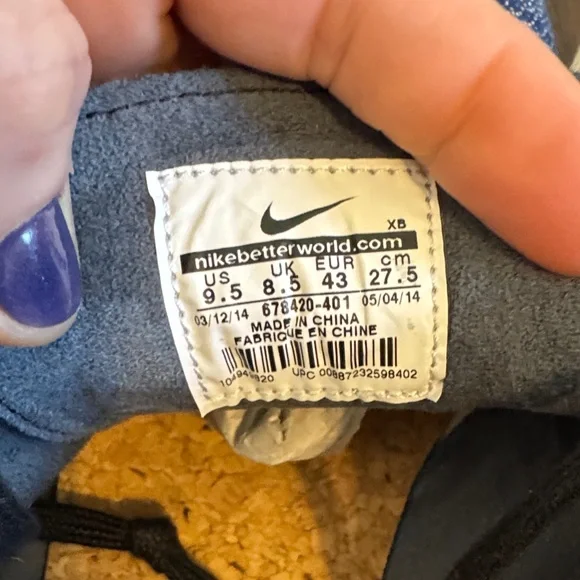 XB
nikebetterworld.com
US UK EUR cm
9.5 8.5 43 27.5
03/12/14 678420-401 05/04/14
MADE IN CHINA
FABRIQUE EN CHINE
UPC 00887232598402